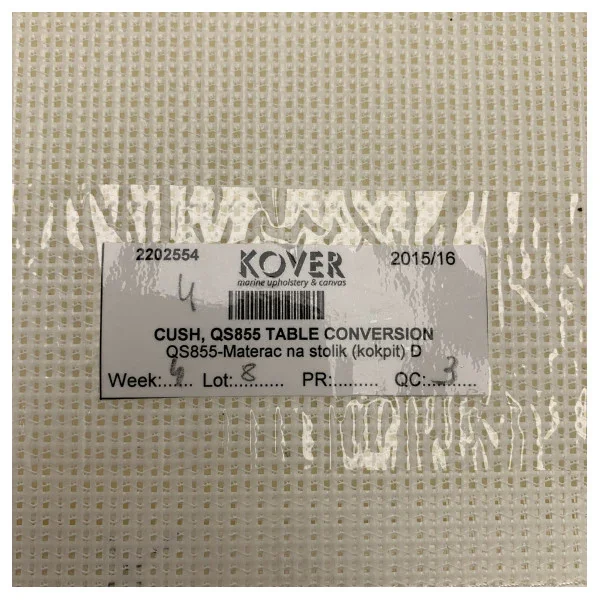 2202554 KOVER 2015/16
marine upholstery & canvas
4
CUSH, QS855 TABLE CONVERSION
QS855-Materac na stolik (kokpit) D
Week:...4... Lot:..8....... PR:......... QC:...3.......